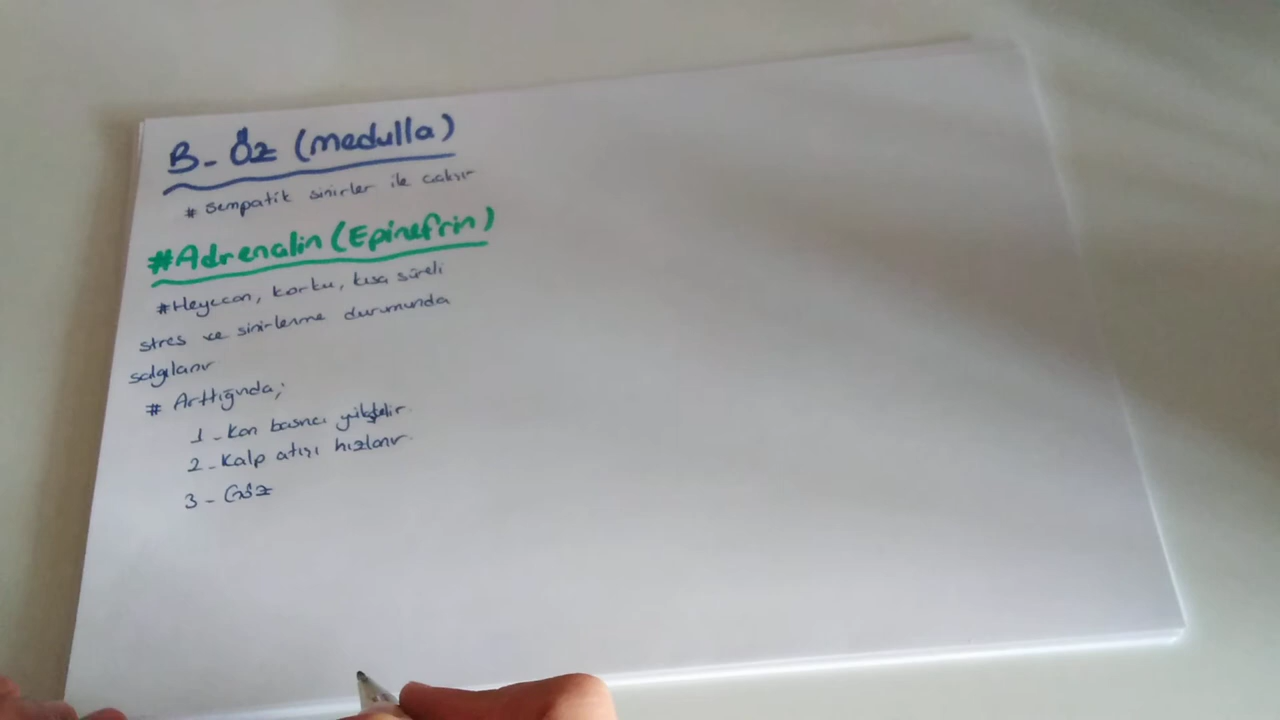 B- Öz (medulla)
# Sempatik sinirler ile çalışır
#Adrenalin (Epinefrin)
#Heyecan, korku, kısa süreli
stres ve sinirlenme durumunda
salgılanır
# Arttığında;
1-Kan basıncı yükselir.
2-Kalp atışı hızlanır.
3-Göz